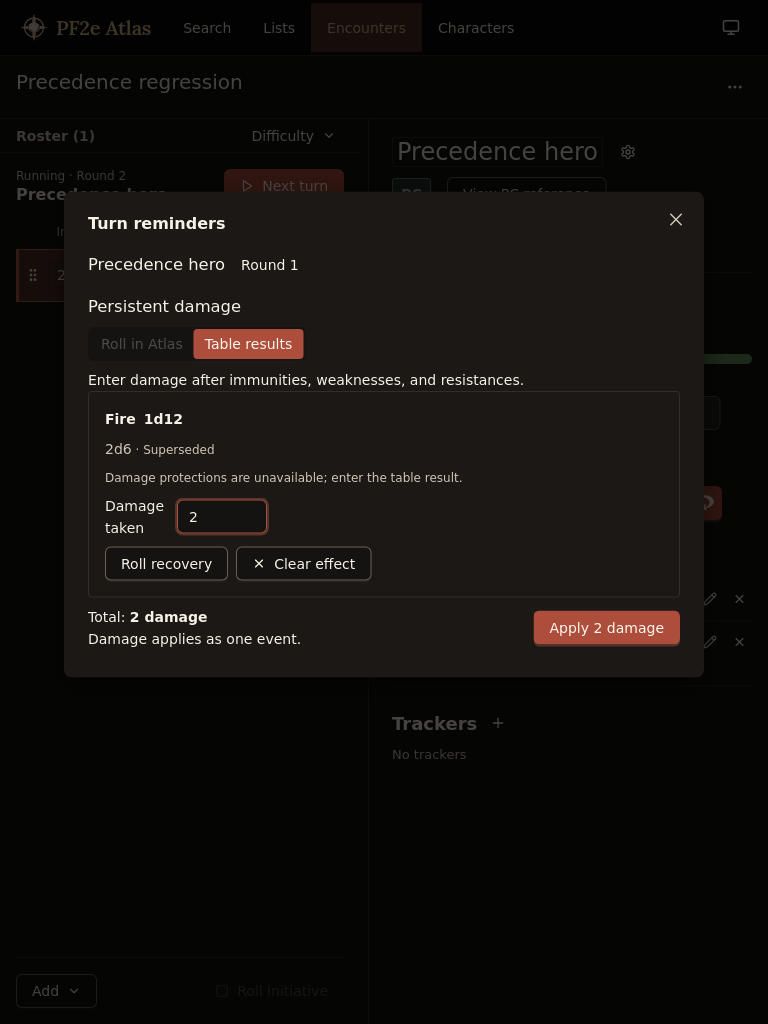 PF2e Atlas Search Lists Encounters Characters
Precedence regression
Roster (1) Difficulty
Precedence hero
Running · Round 2
Next turn
View PC reference
Turn reminders
Precedence hero Round 1
Persistent damage
Roll in Atlas Table results
Enter damage after immunities, weaknesses, and resistances.
Fire 1d12
2d6 · Superseded
Damage protections are unavailable; enter the table result.
Damage
taken
2
Roll recovery Clear effect
Total: 2 damage
Damage applies as one event.
Apply 2 damage
Trackers
No trackers
Add Roll initiative